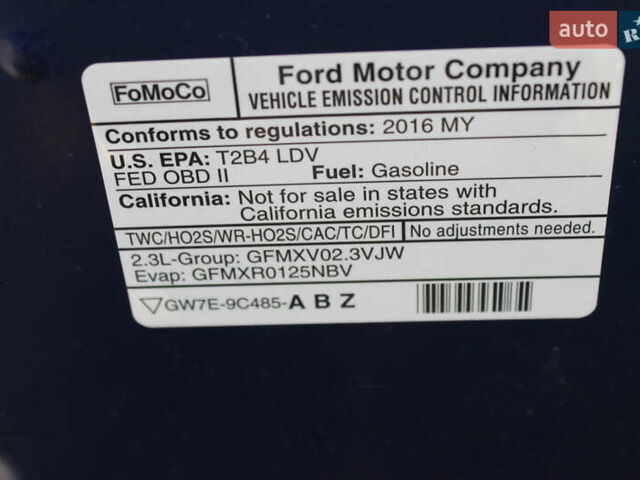 auto
R
FoMoCo
Ford Motor Company
VEHICLE EMISSION CONTROL INFORMATION
Conforms to regulations: 2016 MY
U.S. EPA: T2B4 LDV
FED OBD II Fuel: Gasoline
California: Not for sale in states with
California emissions standards.
TWC/HO2S/WR-HO2S/CAC/TC/DFI No adjustments needed.
2.3L-Group: GFMXV02.3VJW
Evap: GFMXR0125NBV
GW7E-9C485-A B Z